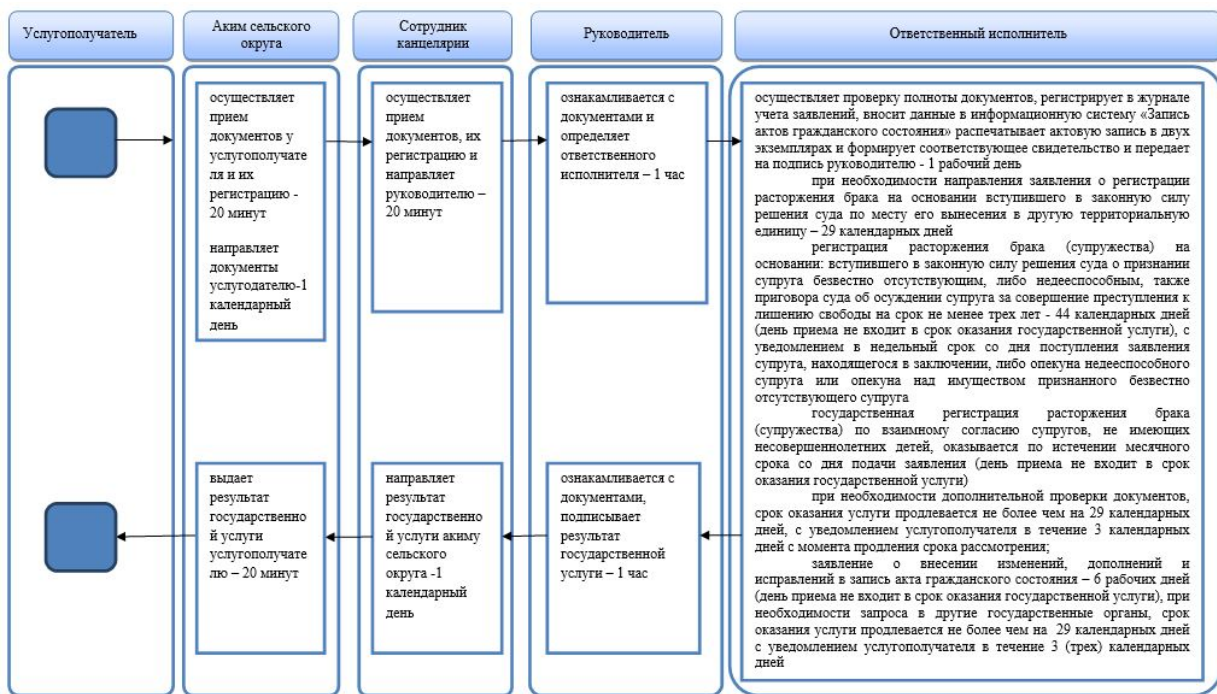 Услугополучатель
Аким сельского
округа
Сотрудник
канцелярии
Руководитель
Ответственный исполнитель
осуществляет
прием
документов у
услугополучате
ля и их
регистрацию -
20 минут
направляет
документы
услугодателю-1
календарный
день
осуществляет
прием
документов, их
регистрацию и
направляет
руководителю –
20 минут
ознакамливается с
документами и
определяет
ответственного
исполнителя – 1 час
осуществляет проверку полноты документов, регистрирует в журнале
учета заявлений, вносит данные в информационную систему «Запись
актов гражданского состояния» распечатывает актовую запись в двух
экземплярах и формирует соответствующее свидетельство и передает
на подпись руководителю - 1 рабочий день
при необходимости направления заявления о регистрации
расторжения брака на основании вступившего в законную силу
решения суда по месту его вынесения в другую территориальную
единицу – 29 календарных дней
регистрация расторжения брака (супружества) на
основании: вступившего в законную силу решения суда о признании
супруга безвестно отсутствующим, либо недееспособным, также
приговора суда об осуждении супруга за совершение преступления к
лишению свободы на срок не менее трех лет - 44 календарных дней
(день приема не входит в срок оказания государственной услуги), с
уведомлением в недельный срок со дня поступления заявления
супруга, находящегося в заключении, либо опекуна недееспособного
супруга или опекуна над имуществом признанного безвестно
отсутствующего супруга
государственная регистрация расторжения брака
(супружества) по взаимному согласию супругов, не имеющих
несовершеннолетних детей, оказывается по истечении месячного
срока со дня подачи заявления (день приема не входит в срок
оказания государственной услуги)
при необходимости дополнительной проверки документов,
срок оказания услуги продлевается не более чем на 29 календарных
дней, с уведомлением услугополучателя в течение 3 календарных
дней с момента продления срока рассмотрения;
заявление о внесении изменений, дополнений и
исправлений в запись акта гражданского состояния – 6 рабочих дней
(день приема не входит в срок оказания государственной услуги), при
необходимости запроса в другие государственные органы, срок
оказания услуги продлевается не более чем на 29 календарных дней
с уведомлением услугополучателя в течение 3 (трех) календарных
дней
выдает
результат
государственно
й услуги
услугополучате
лю – 20 минут
направляет
результат
государственно
й услуги акиму
сельского
округа -1
календарный
день
ознакамливается с
документами,
подписывает
результат
государственной
услуги – 1 час